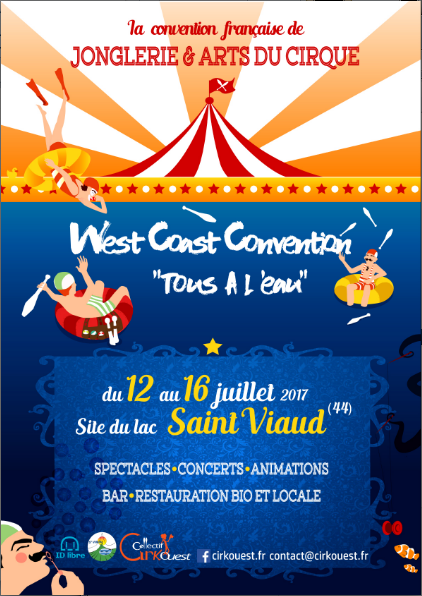 la convention française de
JONGLERIE & ARTS DU CIRQUE
West Coast Convention
"Tous A L'eau"
du 12 au 16 juillet 2017
Site du lac Saint Viaud (44)
SPECTACLES•CONCERTS•ANIMATIONS
BAR•RESTAURATION BIO ET LOCALE
ID libre
Collectif
CirkOuest
f cirkouest.fr contact@cirkouest.fr